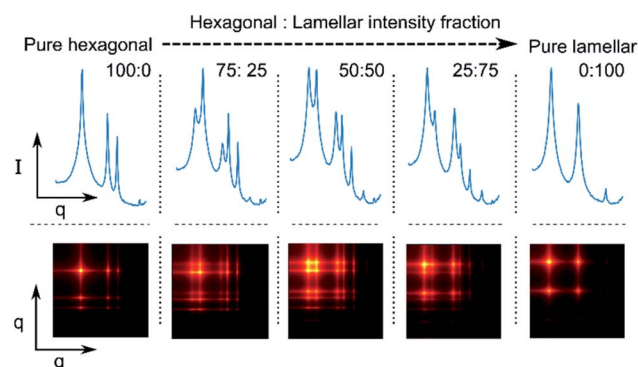 Hexagonal : Lamellar intensity fraction
Pure hexagonal
Pure lamellar
100:0
75: 25
50:50
25:75
0:100
I
q
q
q